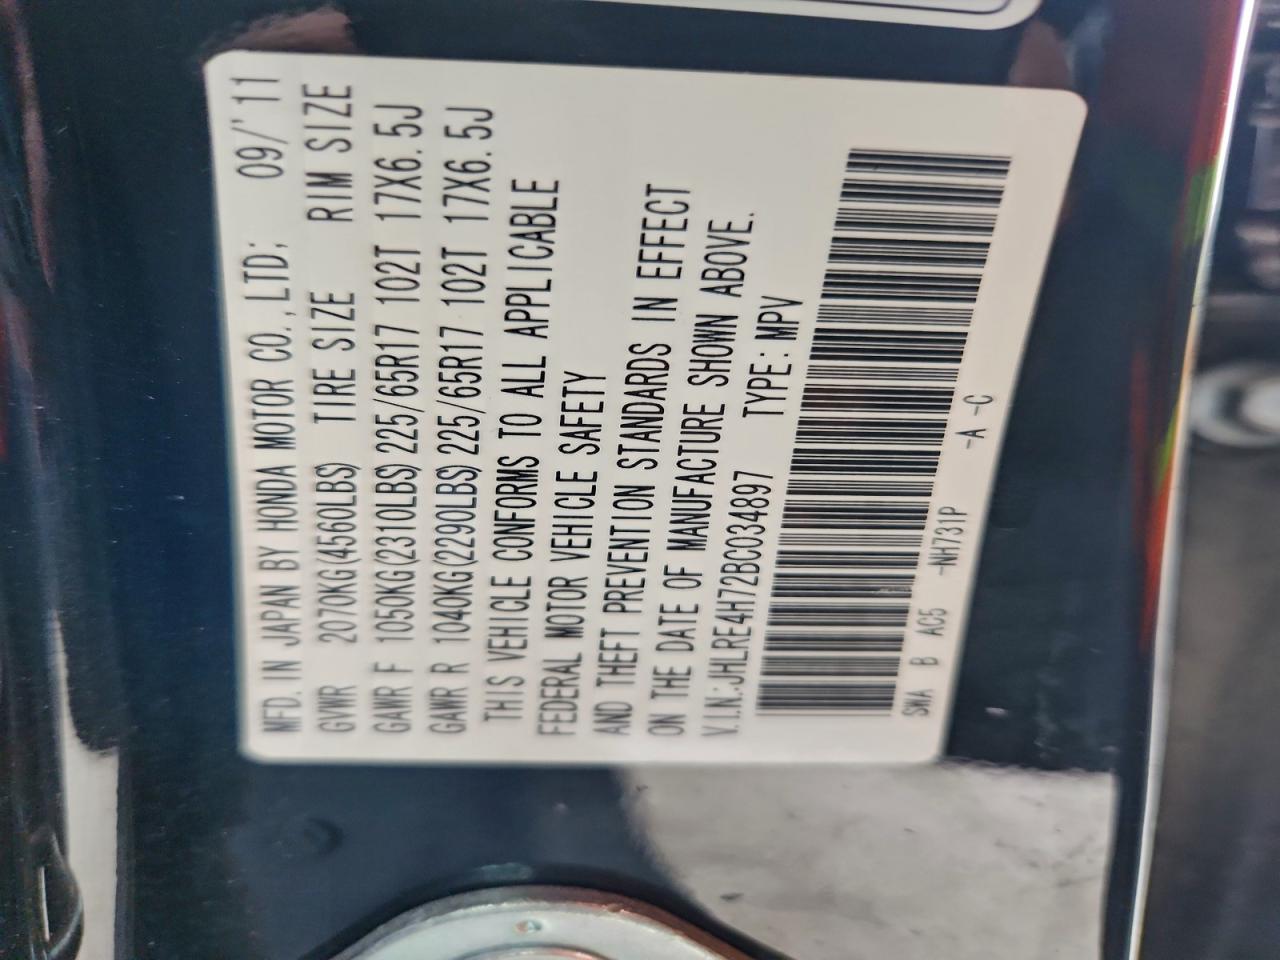 MFD. IN JAPAN BY HONDA MOTOR CO., LTD; 09/'11
GVWR 2070KG(4560LBS) TIRE SIZE RIM SIZE
GAWR F 1050KG(2310LBS) 225/65R17 102T 17X6.5J
GAWR R 1040KG(2290LBS) 225/65R17 102T 17X6.5J
THIS VEHICLE CONFORMS TO ALL APPLICABLE
FEDERAL MOTOR VEHICLE SAFETY
AND THEFT PREVENTION STANDARDS IN EFFECT
ON THE DATE OF MANUFACTURE SHOWN ABOVE.
V.I.N.:JHLRE4H72BC034897 TYPE: MPV
SWA B AC5 -NH731P -A -C